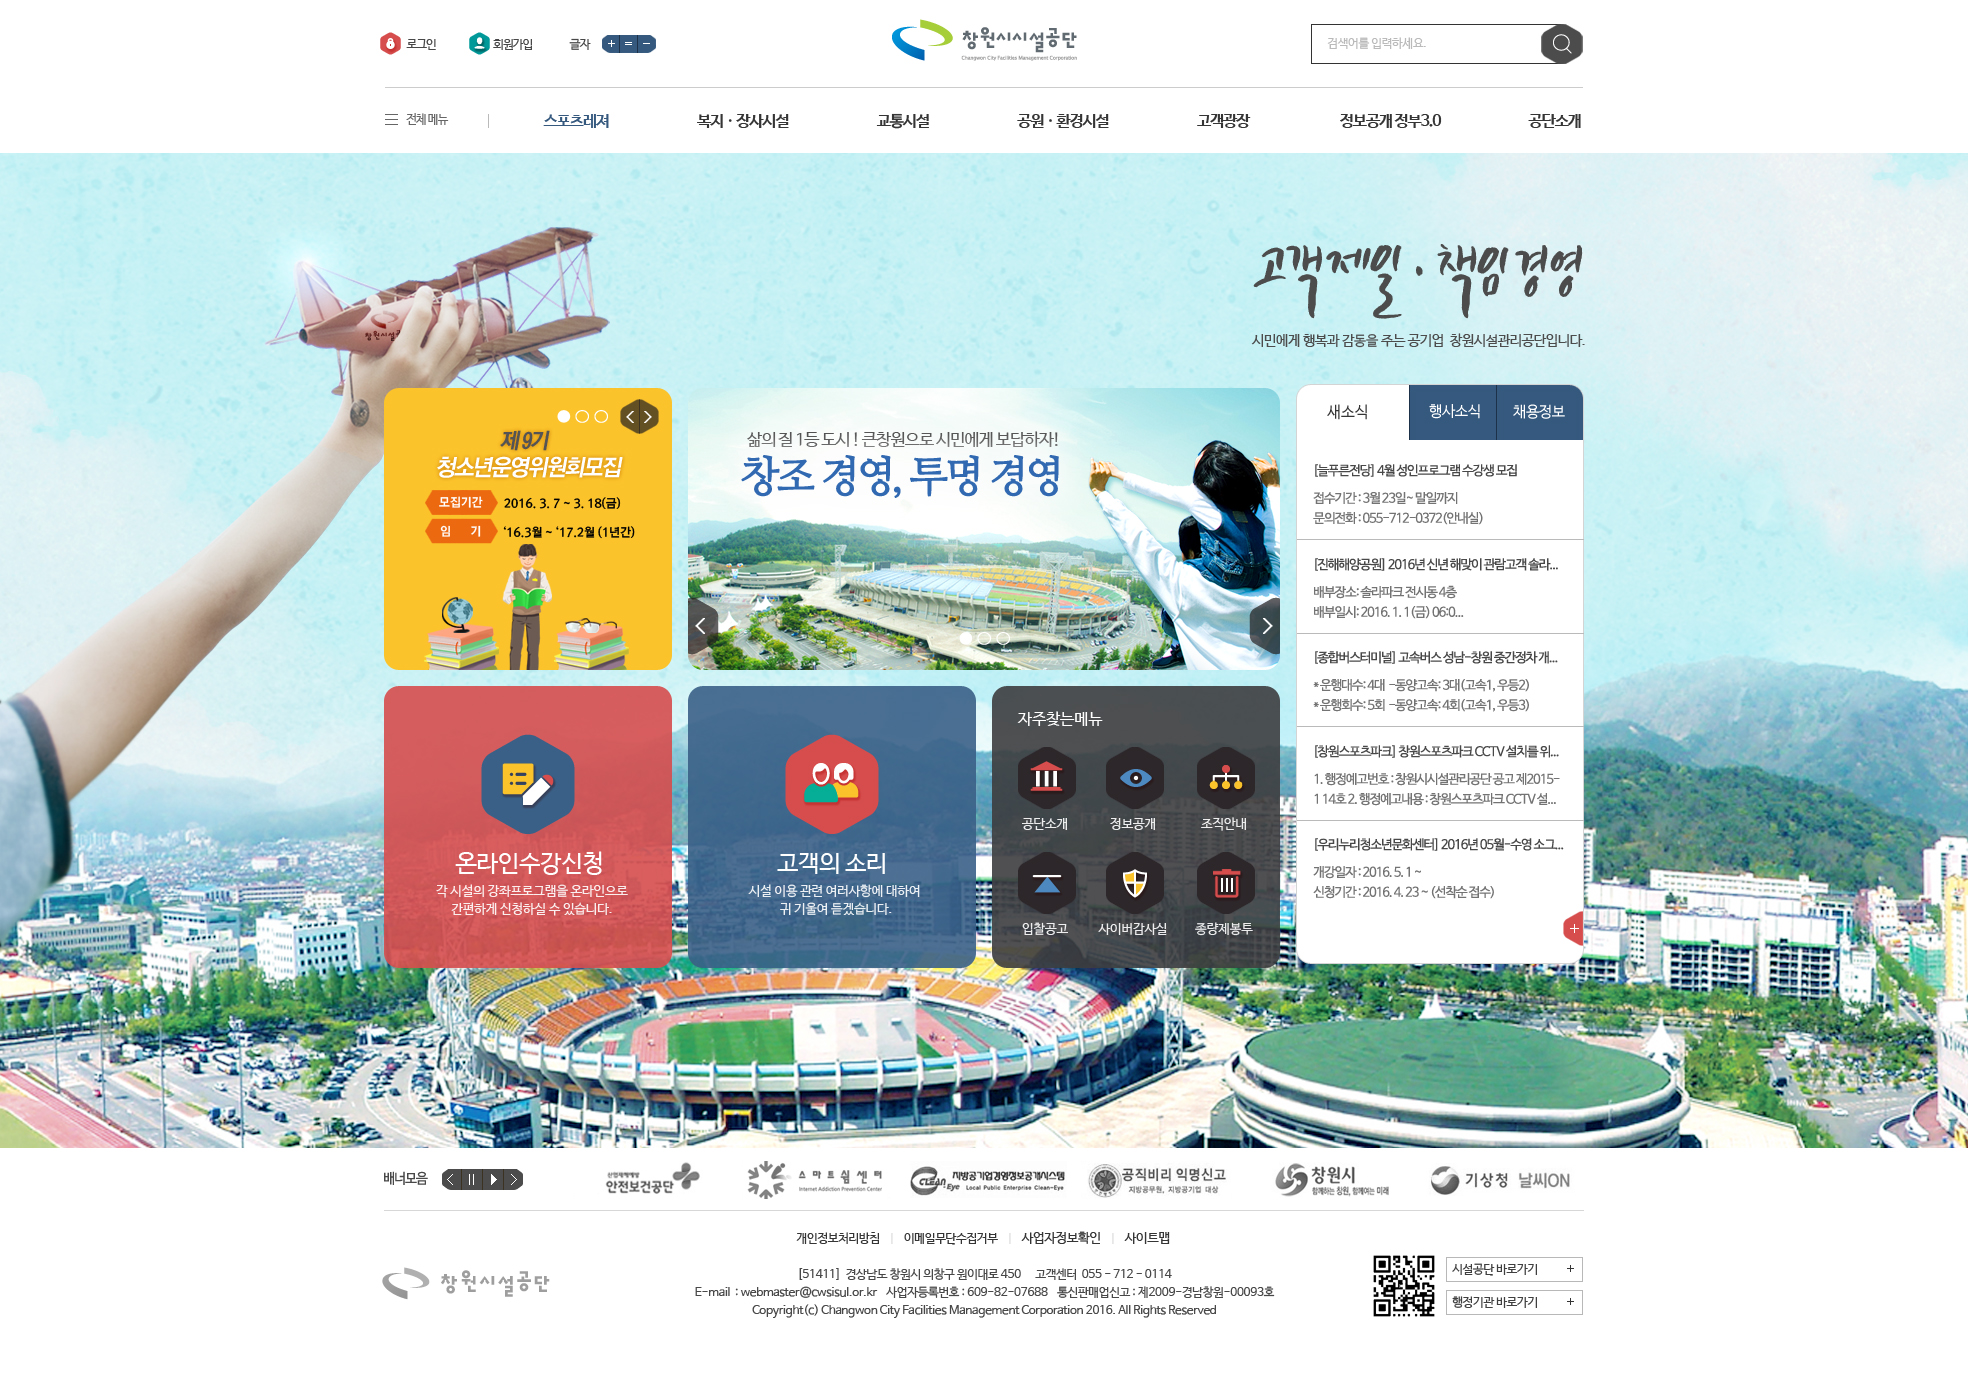 로그인
회원가입
글자
창원시시설공단
Changwon City Facilities Management Corporation
검색어를 입력하세요.
전체 메뉴
스포츠레져
복지 · 장사시설
교통시설
공원 · 환경시설
고객광장
정보공개 정부3.0
공단소개
고객제일 · 책임경영
시민에게 행복과 감동을 주는 공기업 창원시설관리공단입니다.
제 9기
청소년운영위원회모집
모집기간 2016. 3. 7 ~ 3. 18(금)
임 기 ‘16.3월 ~ ‘17.2월 (1년간)
삶의 질 1등 도시 ! 큰창원으로 시민에게 보답하자!
창조 경영, 투명 경영
새소식
행사소식
채용정보
[늘푸른전당] 4월 성인프로그램 수강생 모집
접수기간 : 3월 23일~ 말일까지
문의전화 : 055-712-0372(안내실)
[진해해양공원] 2016년 신년 해맞이 관람고객 솔라...
배부장소: 솔라파크 전시동 4층
배부일시: 2016. 1. 1(금) 06:0...
[종합버스터미널] 고속버스 성남-창원 중간정차 개...
* 운행대수: 4대 -동양고속: 3대(고속1, 우등2)
* 운행회수: 5회 -동양고속: 4회(고속1, 우등3)
[창원스포츠파크] 창원스포츠파크 CCTV 설치를 위...
1. 행정예고번호 : 창원시시설관리공단 공고 제2015-
114호 2. 행정예고내용 : 창원스포츠파크 CCTV 설...
[우리누리청소년문화센터] 2016년 05월-수영 소그...
개강일자 : 2016. 5. 1 ~
신청기간 : 2016. 4. 23 ~ (선착순 접수)
온라인수강신청
각 시설의 강좌프로그램을 온라인으로
간편하게 신청하실 수 있습니다.
고객의 소리
시설 이용 관련 여러사항에 대하여
귀 기울여 듣겠습니다.
자주찾는메뉴
공단소개
정보공개
조직안내
입찰공고
사이버감사실
종량제봉투
배너모음
산업재해예방
안전보건공단
스마트쉼센터
Internet Addiction Prevention Center
CLEAN Eye
지방공기업경영정보공개시스템
Local Public Enterprise Clean-Eye
공직비리 익명신고
지방공무원, 지방공기업 대상
창원시
함께하는 창원, 함께여는 미래
기상청 날씨ON
개인정보처리방침
이메일무단수집거부
사업자정보확인
사이트맵
창원시설공단
[51411] 경상남도 창원시 의창구 원이대로 450 고객센터 055 - 712 - 0114
E-mail : webmaster@cwsisul.or.kr 사업자등록번호 : 609-82-07688 통신판매업신고 : 제2009-경남창원-00093호
Copyright(c) Changwon City Facilities Management Corporation 2016. All Rights Reserved
시설공단 바로가기
행정기관 바로가기